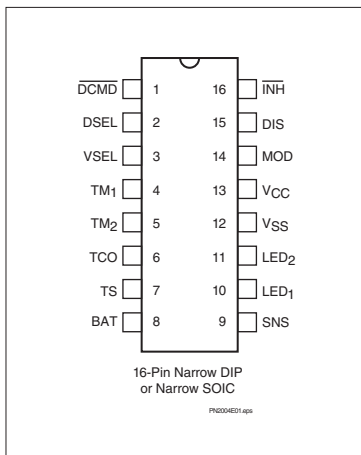 DCMD 1 16 INH
DSEL 2 15 DIS
VSEL 3 14 MOD
TM1 4 13 VCC
TM2 5 12 VSS
TCO 6 11 LED2
TS 7 10 LED1
BAT 8 9 SNS
16-Pin Narrow DIP
or Narrow SOIC
PN2004E01.eps